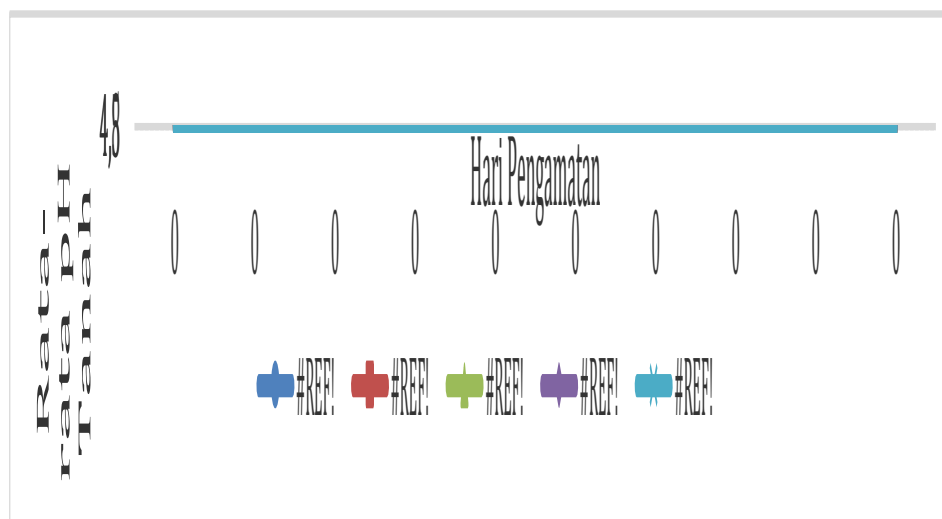 Rata-
rata pH
Tanah
4,8
Hari Pengamatan
0 0 0 0 0 0 0 0 0 0
#REF! #REF! #REF! #REF! #REF!